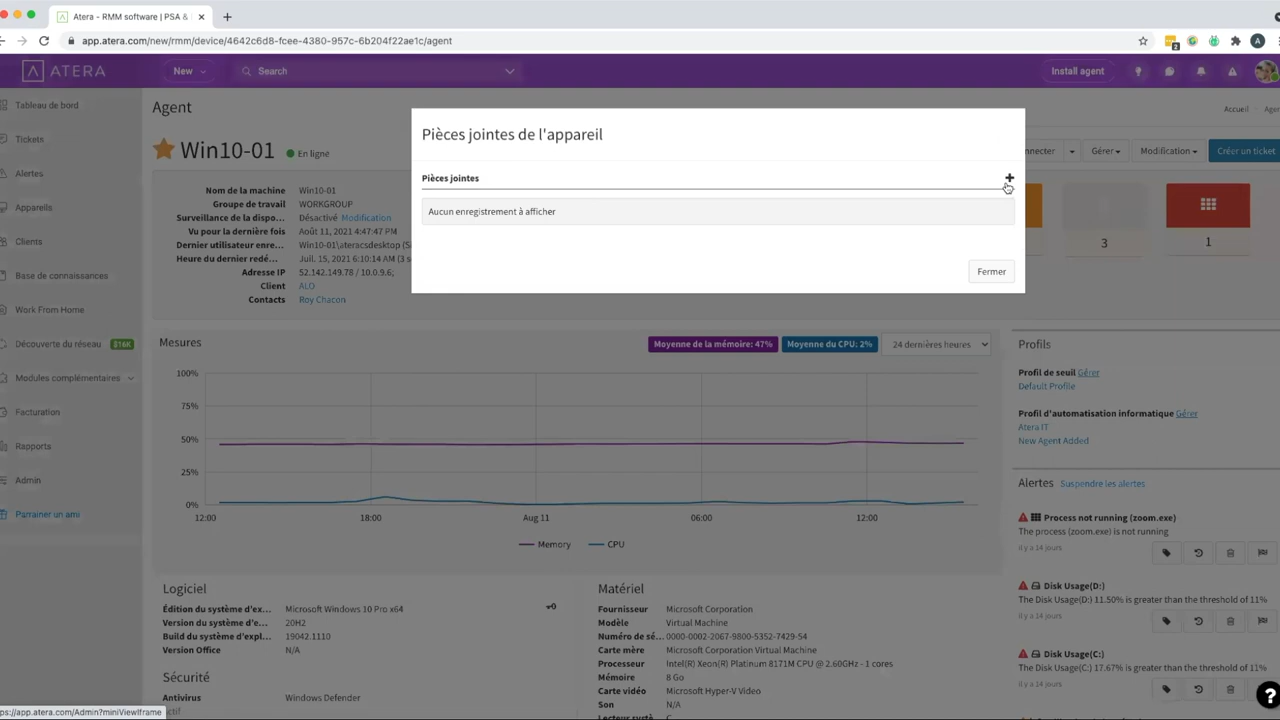 Atera - RMM software | PSA &
app.atera.com/new/rmm/device/4642c6d8-fcee-4380-957c-6b204f22ae1c/agent
2
A
ATERA
New
Search
Install agent
Tableau de bord
Tickets
Alertes
Appareils
Clients
Base de connaissances
Work From Home
Découverte du réseau $16K
Modules complémentaires
Facturation
Rapports
Admin
Parrainer un ami
Agent
Accueil
Win10-01 En ligne
Gérer
Modification
Créer un ticket
Nom de la machine Win10-01
Groupe de travail WORKGROUP
Surveillance de la dispo... Désactivé Modification
Vu pour la dernière fois Août 11, 2021 4:47:47 PM
Dernier utilisateur enre... Win10-01\ateracsdesktop
Heure du dernier redé... Juil. 15, 2021 6:10:14 AM
Adresse IP 52.142.149.78 / 10.0.9.6;
Client ALO
Contacts Roy Chacon
Pièces jointes de l'appareil
Pièces jointes
Aucun enregistrement à afficher
Fermer
3
1
Mesures
Moyenne de la mémoire: 47%
Moyenne du CPU: 2%
24 dernières heures
100%
75%
50%
25%
0%
12:00 18:00 Aug 11 06:00 12:00
Memory CPU
Profils
Profil de seuil Gérer
Default Profile
Profil d'automatisation informatique Gérer
Atera IT
New Agent Added
Alertes Suspendre les alertes
Process not running (zoom.exe)
The process (zoom.exe) is not running
il y a 14 jours
Disk Usage(D:)
The Disk Usage(D:) 11.50% is greater than the threshold of 11%
il y a 14 jours
Disk Usage(C:)
The Disk Usage(C:) 17.67% is greater than the threshold of 11%
il y a 14 jours
Logiciel
Édition du système d'ex... Microsoft Windows 10 Pro x64
Version du système d'e... 20H2
Build du système d'expl... 19042.1110
Version Office N/A
Sécurité
Antivirus Windows Defender
Matériel
Fournisseur Microsoft Corporation
Modèle Virtual Machine
Numéro de sé... 0000-0002-2067-9800-5352-7429-54
Carte mère Microsoft Corporation Virtual Machine
Processeur Intel(R) Xeon(R) Platinum 8171M CPU @ 2.60GHz - 1 cores
Mémoire 8 Go
Carte vidéo Microsoft Hyper-V Video
Son N/A
ps://app.atera.com/Admin?miniViewIframe
?